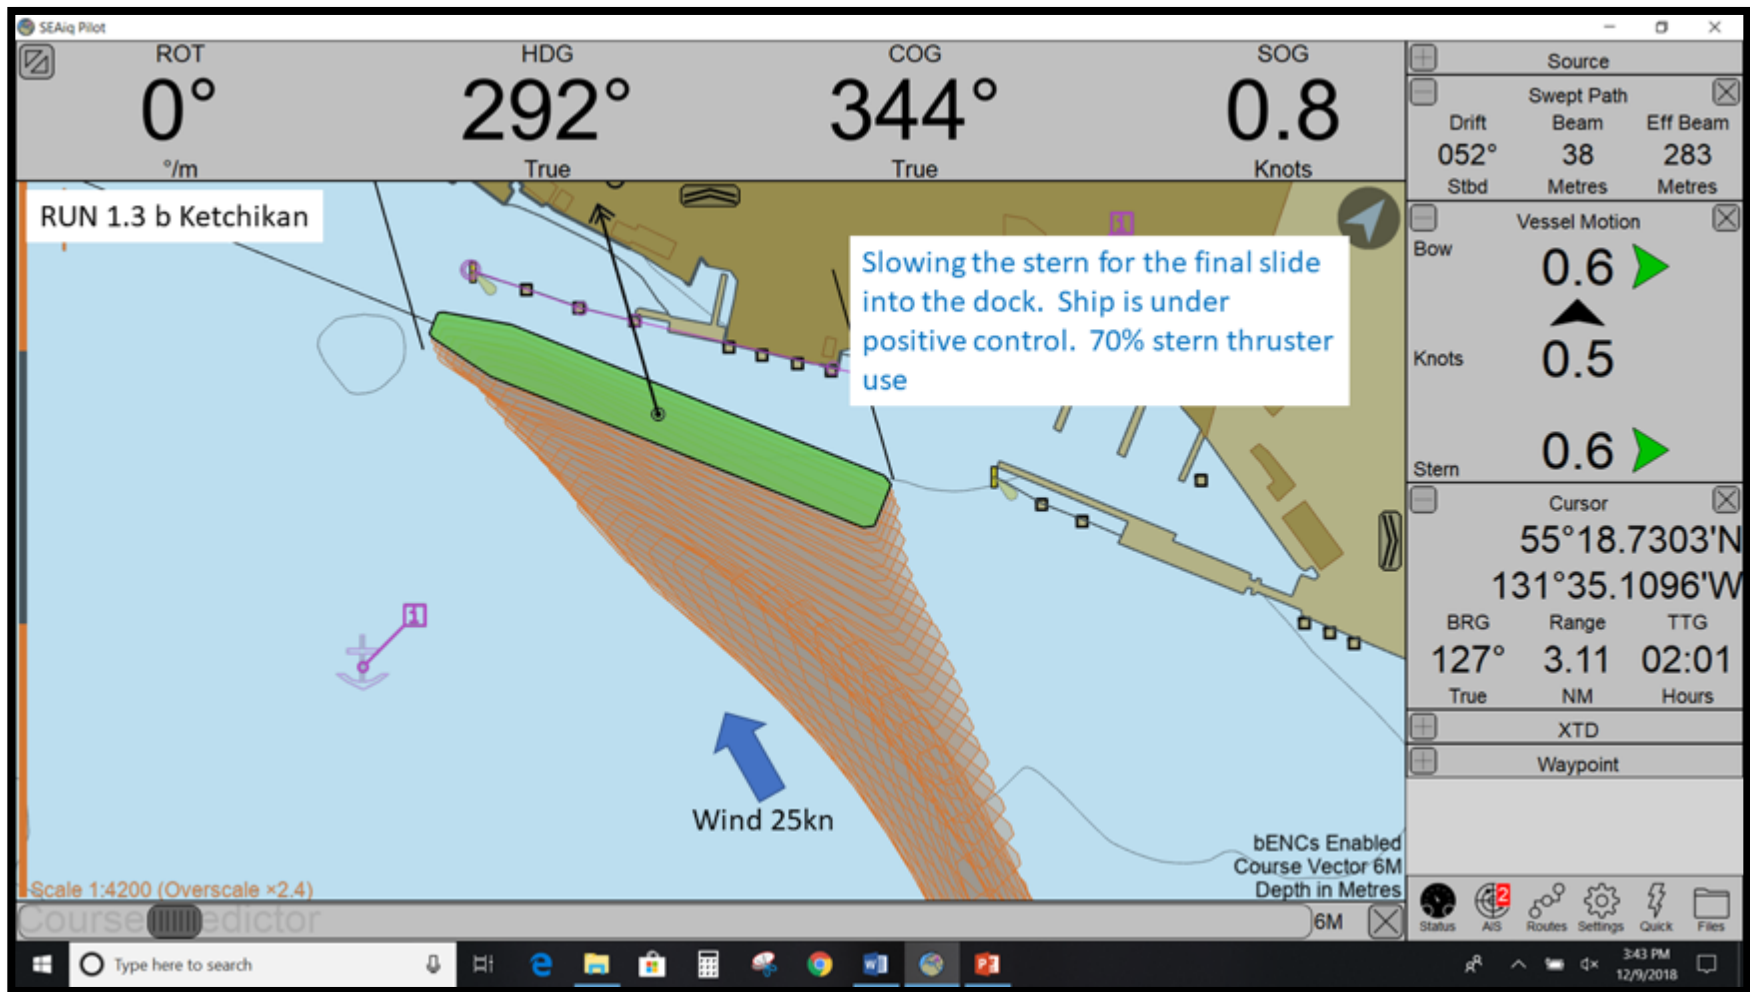 SEAiq Pilot
ROT HDG COG SOG
0° 292° 344° 0.8
°/m True True Knots
RUN 1.3 b Ketchikan
Slowing the stern for the final slide
into the dock. Ship is under
positive control. 70% stern thruster
use
1
1
Wind 25kn
bENCs Enabled
Course Vector 6M
Depth in Metres
Scale 1:4200 (Overscale ×2.4)
Course edictor
6M
Source
Swept Path
Drift Beam Eff Beam
052° 38 283
Stbd Metres Metres
Vessel Motion
Bow 0.6
Knots 0.5
Stern 0.6
Cursor
55°18.7303'N
131°35.1096'W
BRG Range TTG
127° 3.11 02:01
True NM Hours
XTD
Waypoint
2
Status AIS Routes Settings Quick Files
Type here to search
3:43 PM
12/9/2018